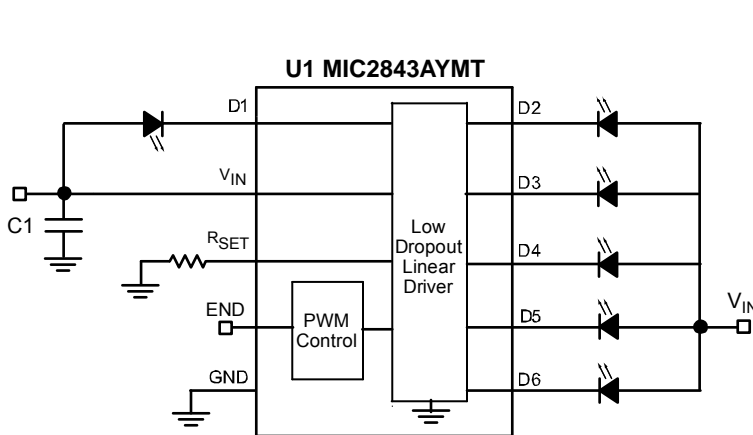 U1 MIC2843AYMT
D1
D2
VIN
D3
C1
RSET
D4
Low
Dropout
Linear
Driver
END
PWM
Control
D5
VIN
GND
D6